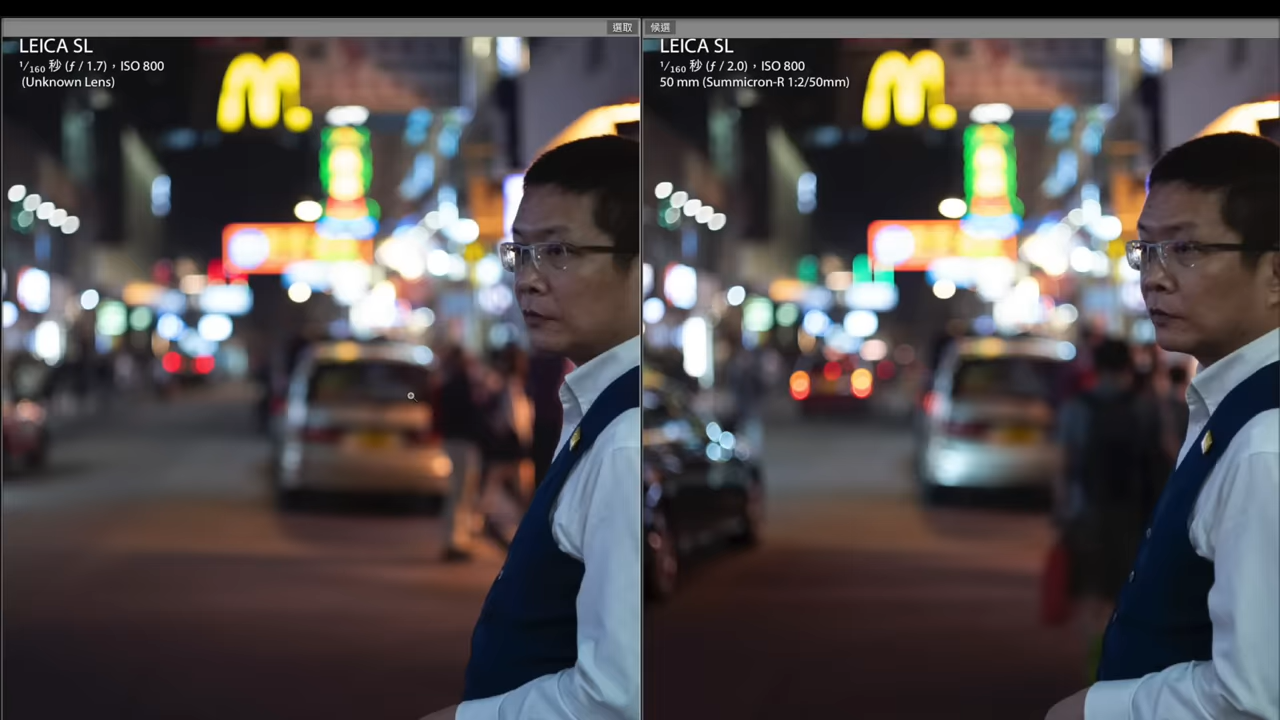 選取
LEICA SL
1/160 秒 (ƒ / 1.7)，ISO 800
(Unknown Lens)
候選
LEICA SL
1/160 秒 (ƒ / 2.0)，ISO 800
50 mm (Summicron-R 1:2/50mm)